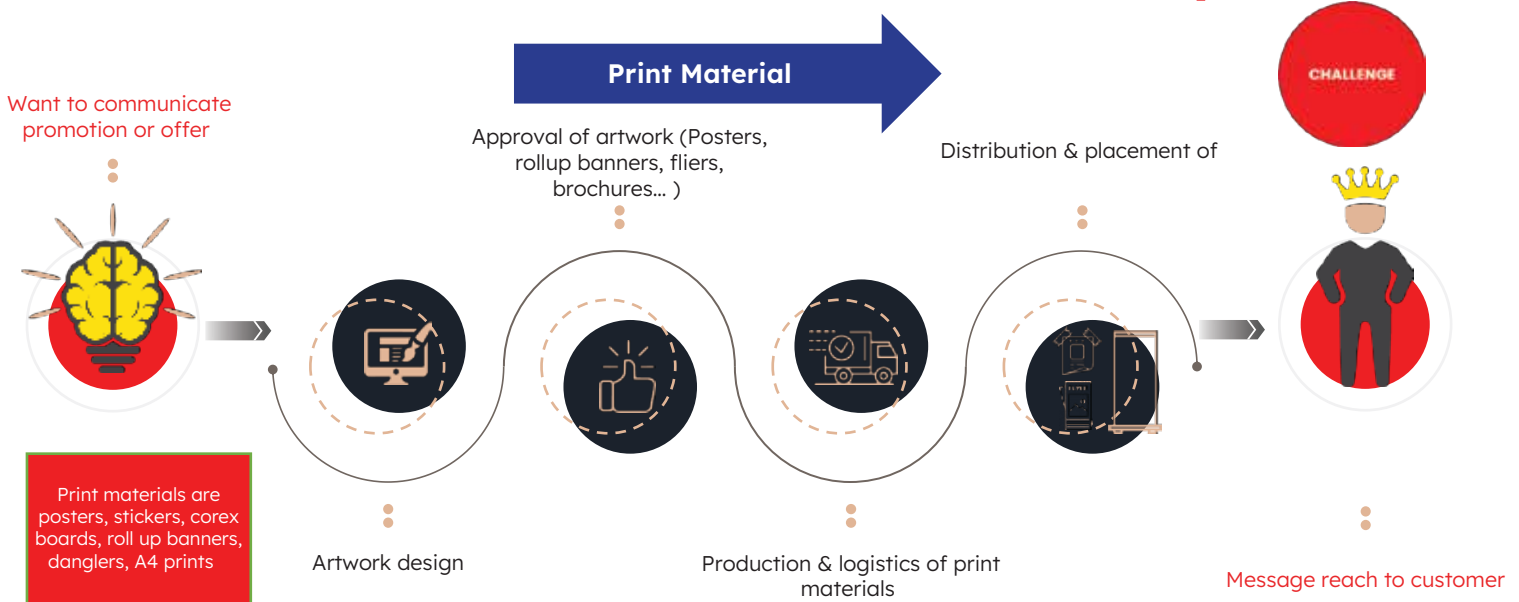 Print Material
CHALLENGE
Want to communicate
promotion or offer
Approval of artwork (Posters,
rollup banners, fliers,
brochures... )
Distribution & placement of
Print materials are
posters, stickers, corex
boards, roll up banners,
danglers, A4 prints
Artwork design
Production & logistics of print
materials
Message reach to customer